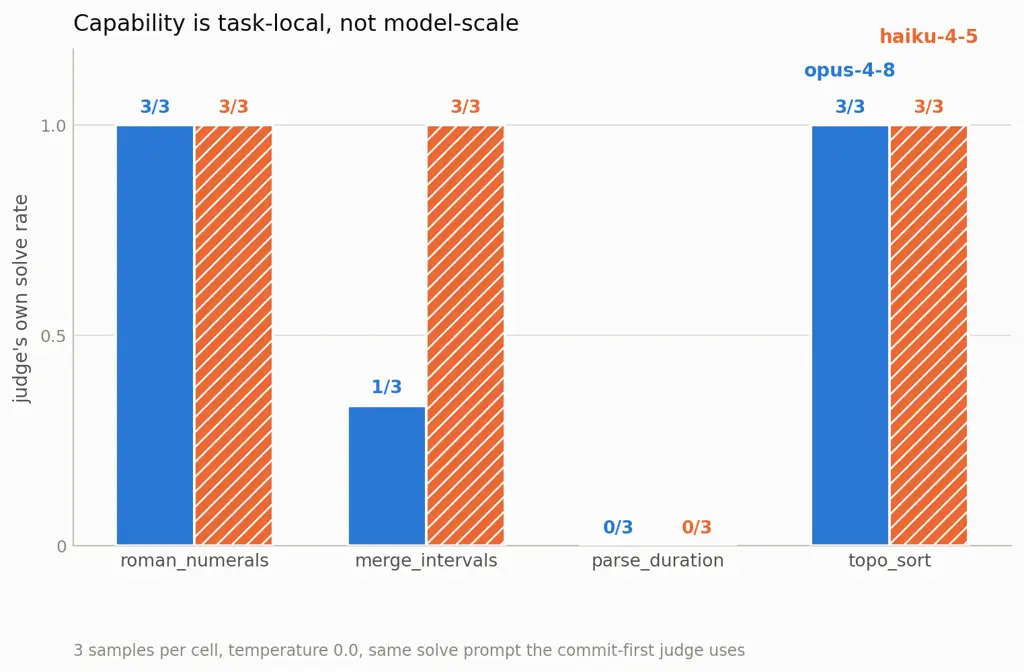 Capability is task-local, not model-scale
haiku-4-5
opus-4-8
3/3 3/3 3/3 3/3 3/3
1.0
judge's own solve rate
0.5
1/3
0/3 0/3
0
roman_numerals merge_intervals parse_duration topo_sort
3 samples per cell, temperature 0.0, same solve prompt the commit-first judge uses